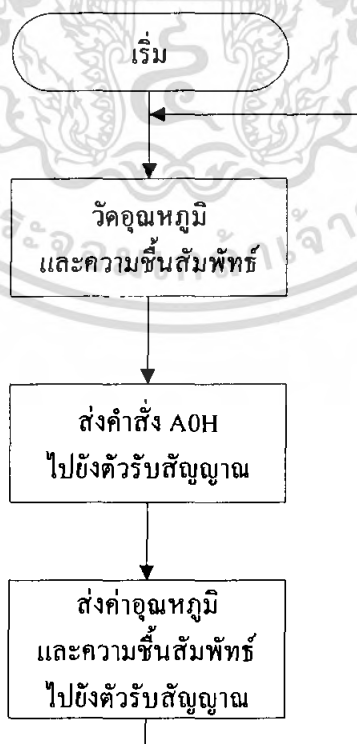 เริ่ม
วัดอุณหภูมิ
และความชื้นสัมพัทธ์
ส่งคำสั่ง A0H
ไปยังตัวรับสัญญาณ
ส่งค่าอุณหภูมิ
และความชื้นสัมพัทธ์
ไปยังตัวรับสัญญาณ